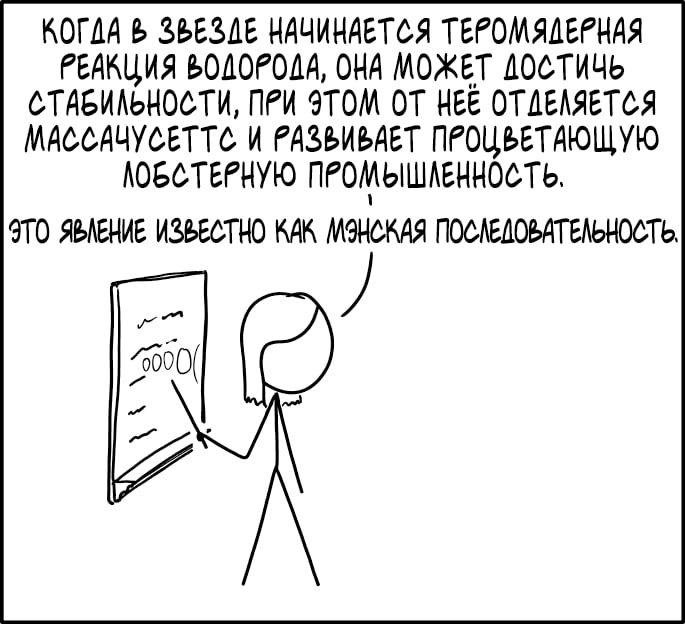 КОГДА В ЗВЕЗДЕ НАЧИНАЕТСЯ ТЕРОМЯДЕРНАЯ
РЕАКЦИЯ ВОДОРОДА, ОНА МОЖЕТ ДОСТИЧЬ
СТАБИЛЬНОСТИ, ПРИ ЭТОМ ОТ НЕЁ ОТДЕЛЯЕТСЯ
МАССАЧУСЕТТС И РАЗВИВАЕТ ПРОЦВЕТАЮЩУЮ
ЛОБСТЕРНУЮ ПРОМЫШЛЕННОСТЬ.
ЭТО ЯВЛЕНИЕ ИЗВЕСТНО КАК МЭНСКАЯ ПОСЛЕДОВАТЕЛЬНОСТЬ.